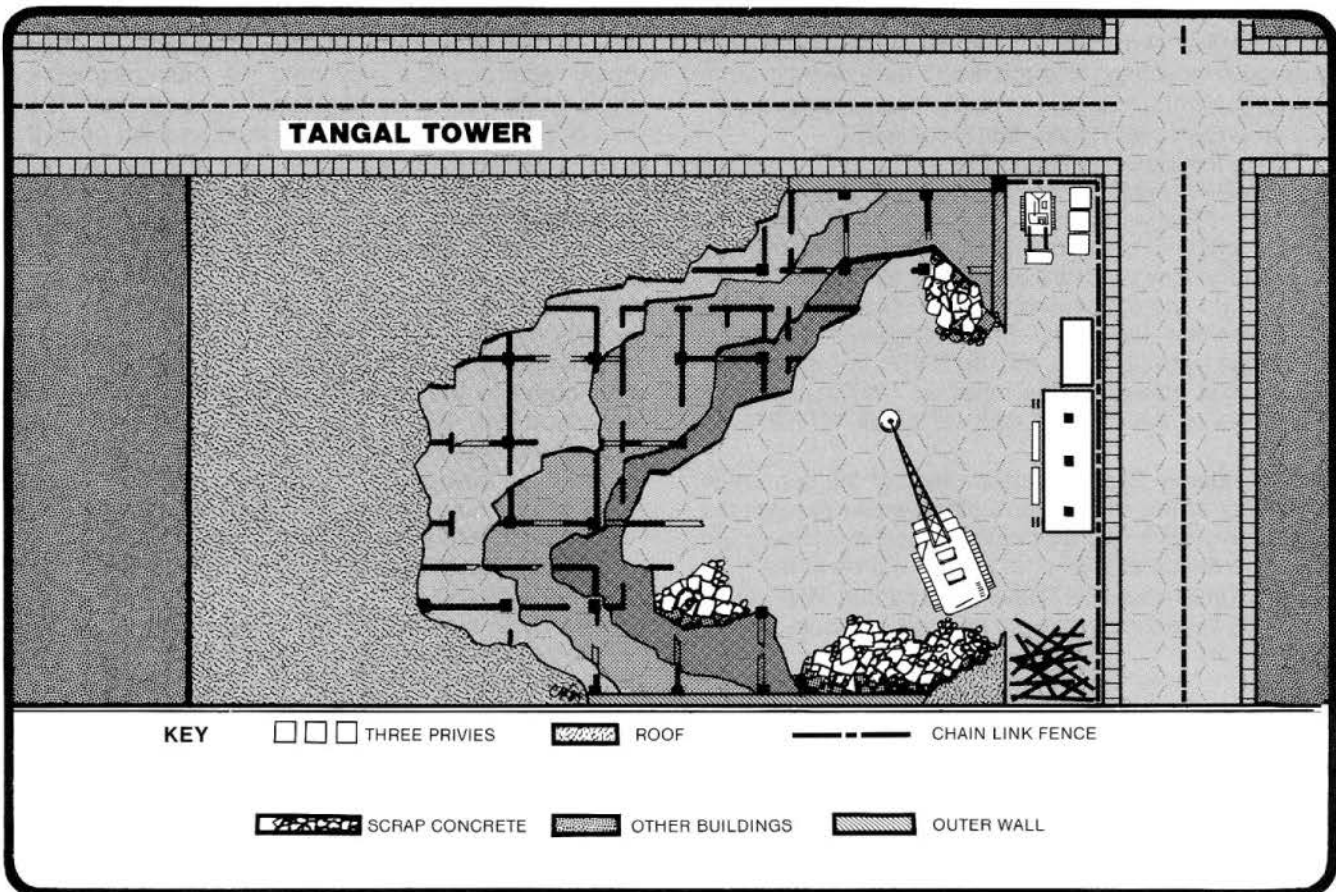 TANGAL TOWER
KEY
THREE PRIVIES
ROOF
CHAIN LINK FENCE
SCRAP CONCRETE
OTHER BUILDINGS
OUTER WALL